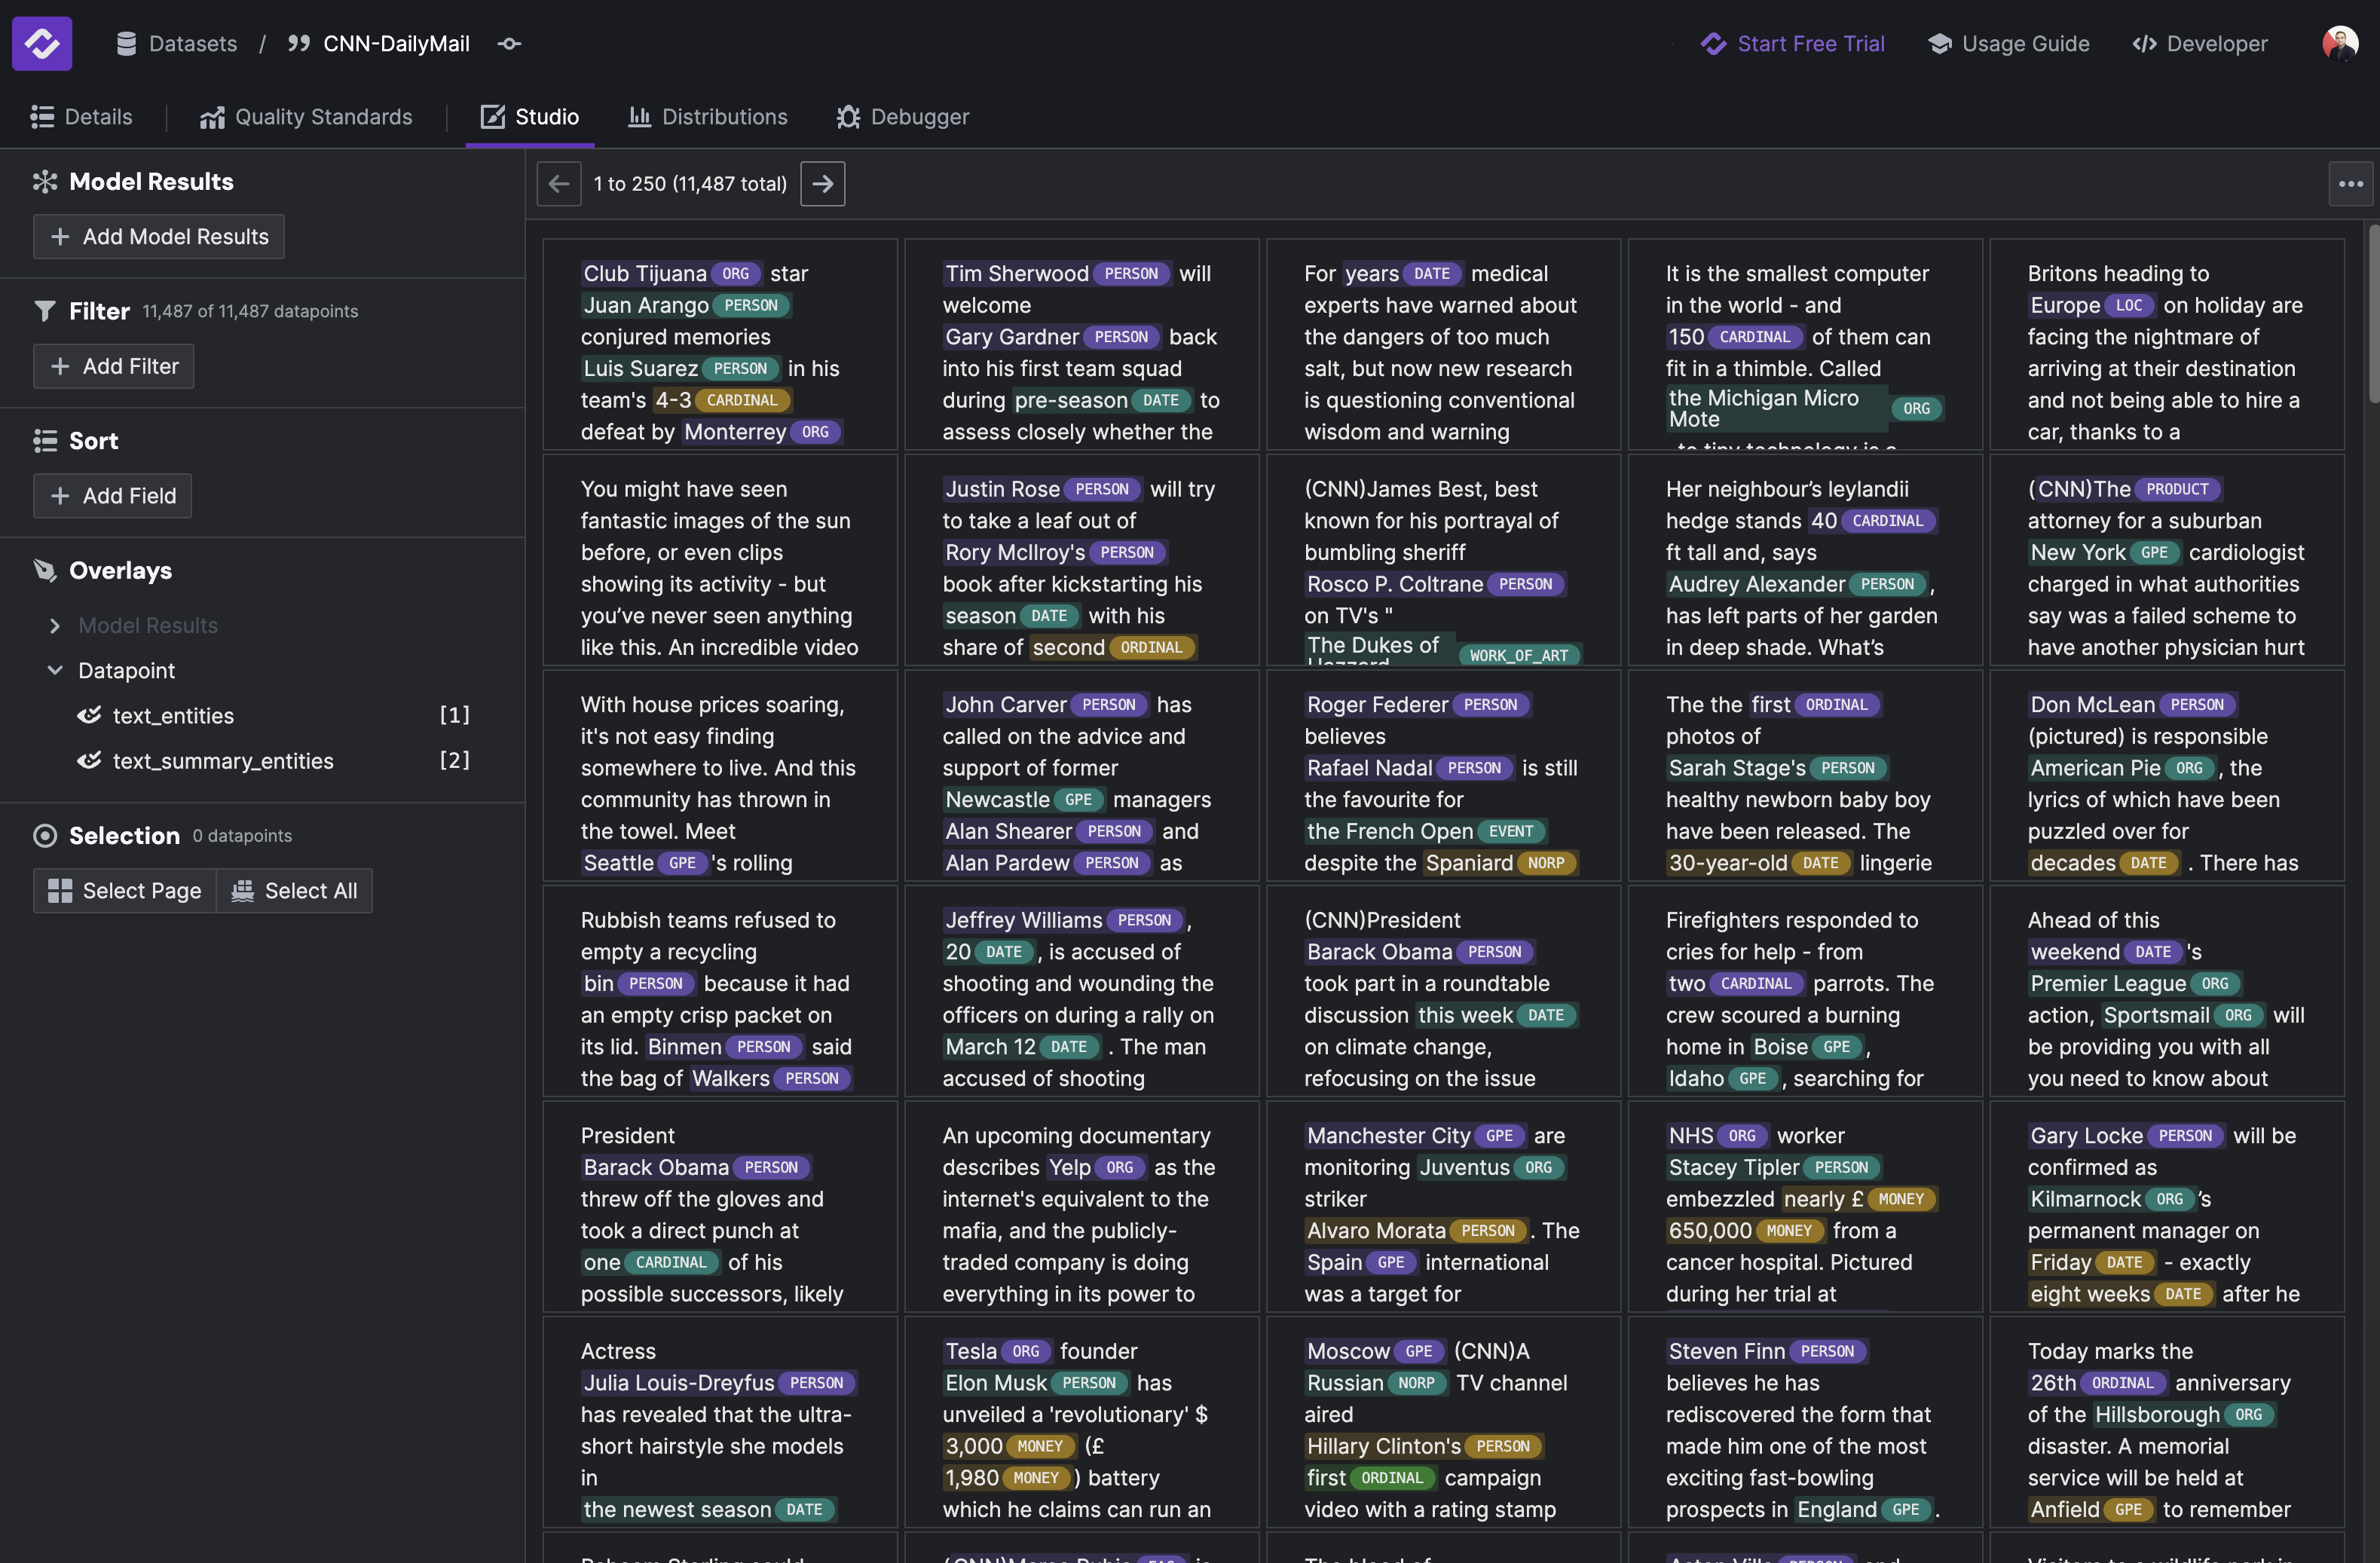 Datasets / CNN-DailyMail
Start Free Trial
Usage Guide
Developer
Details
Quality Standards
Studio
Distributions
Debugger
Model Results
Add Model Results
Filter 11,487 of 11,487 datapoints
Add Filter
Sort
Add Field
Overlays
Model Results
Datapoint
text_entities [1]
text_summary_entities [2]
Selection 0 datapoints
Select Page
Select All
1 to 250 (11,487 total)
Club Tijuana ORG star
Juan Arango PERSON
conjured memories
Luis Suarez PERSON in his
team's 4-3 CARDINAL
defeat by Monterrey ORG
Tim Sherwood PERSON will
welcome
Gary Gardner PERSON back
into his first team squad
during pre-season DATE to
assess closely whether the
For years DATE medical
experts have warned about
the dangers of too much
salt, but now new research
is questioning conventional
wisdom and warning
It is the smallest computer
in the world - and
150 CARDINAL of them can
fit in a thimble. Called
the Michigan Micro
Mote ORG
to tiny technology is a
Britons heading to
Europe LOC on holiday are
facing the nightmare of
arriving at their destination
and not being able to hire a
car, thanks to a
You might have seen
fantastic images of the sun
before, or even clips
showing its activity - but
you’ve never seen anything
like this. An incredible video
Justin Rose PERSON will try
to take a leaf out of
Rory McIlroy's PERSON
book after kickstarting his
season DATE with his
share of second ORDINAL
(CNN)James Best, best
known for his portrayal of
bumbling sheriff
Rosco P. Coltrane PERSON
on TV's "
The Dukes of
Hazzard WORK_OF_ART
Her neighbour’s leylandii
hedge stands 40 CARDINAL
ft tall and, says
Audrey Alexander PERSON ,
has left parts of her garden
in deep shade. What’s
(CNN)The PRODUCT
attorney for a suburban
New York GPE cardiologist
charged in what authorities
say was a failed scheme to
have another physician hurt
With house prices soaring,
it's not easy finding
somewhere to live. And this
community has thrown in
the towel. Meet
Seattle GPE 's rolling
John Carver PERSON has
called on the advice and
support of former
Newcastle GPE managers
Alan Shearer PERSON and
Alan Pardew PERSON as
Roger Federer PERSON
believes
Rafael Nadal PERSON is still
the favourite for
the French Open EVENT
despite the Spaniard NORP
The the first ORDINAL
photos of
Sarah Stage's PERSON
healthy newborn baby boy
have been released. The
30-year-old DATE lingerie
Don McLean PERSON
(pictured) is responsible
American Pie ORG , the
lyrics of which have been
puzzled over for
decades DATE . There has
Rubbish teams refused to
empty a recycling
bin PERSON because it had
an empty crisp packet on
its lid. Binmen PERSON said
the bag of Walkers PERSON
Jeffrey Williams PERSON ,
20 DATE , is accused of
shooting and wounding the
officers on during a rally on
March 12 DATE . The man
accused of shooting
(CNN)President
Barack Obama PERSON
took part in a roundtable
discussion this week DATE
on climate change,
refocusing on the issue
Firefighters responded to
cries for help - from
two CARDINAL parrots. The
crew scoured a burning
home in Boise GPE ,
Idaho GPE , searching for
Ahead of this
weekend DATE 's
Premier League ORG
action, Sportsmail ORG will
be providing you with all
you need to know about
President
Barack Obama PERSON
threw off the gloves and
took a direct punch at
one CARDINAL of his
possible successors, likely
An upcoming documentary
describes Yelp ORG as the
internet's equivalent to the
mafia, and the publicly-
traded company is doing
everything in its power to
Manchester City GPE are
monitoring Juventus ORG
striker
Alvaro Morata PERSON . The
Spain GPE international
was a target for
NHS ORG worker
Stacey Tipler PERSON
embezzled nearly £ MONEY
650,000 MONEY from a
cancer hospital. Pictured
during her trial at
Gary Locke PERSON will be
confirmed as
Kilmarnock ORG ’s
permanent manager on
Friday DATE - exactly
eight weeks DATE after he
Actress
Julia Louis-Dreyfus PERSON
has revealed that the ultra-
short hairstyle she models
in
the newest season DATE
Tesla ORG founder
Elon Musk PERSON has
unveiled a 'revolutionary' $
3,000 MONEY (£
1,980 MONEY ) battery
which he claims can run an
Moscow GPE (CNN)A
Russian NORP TV channel
aired
Hillary Clinton's PERSON
first ORDINAL campaign
video with a rating stamp
Steven Finn PERSON
believes he has
rediscovered the form that
made him one of the most
exciting fast-bowling
prospects in England GPE .
Today marks the
26th ORDINAL anniversary
of the Hillsborough ORG
disaster. A memorial
service will be held at
Anfield GPE to remember
Raheem Sterling could
(CNN)Marco Rubio FAC is
The blood of
Aston Villa PERSON and
Visitors to a wildlife park in